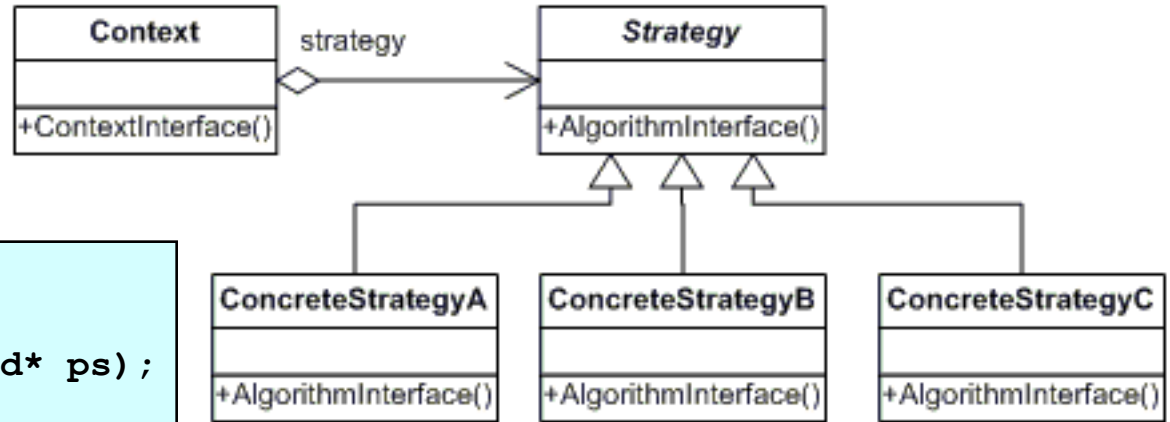 Context
strategy
Strategy
+ContextInterface()
+AlgorithmInterface()
d* ps);
ConcreteStrategyA
ConcreteStrategyB
ConcreteStrategyC
+AlgorithmInterface()
+AlgorithmInterface()
+AlgorithmInterface()